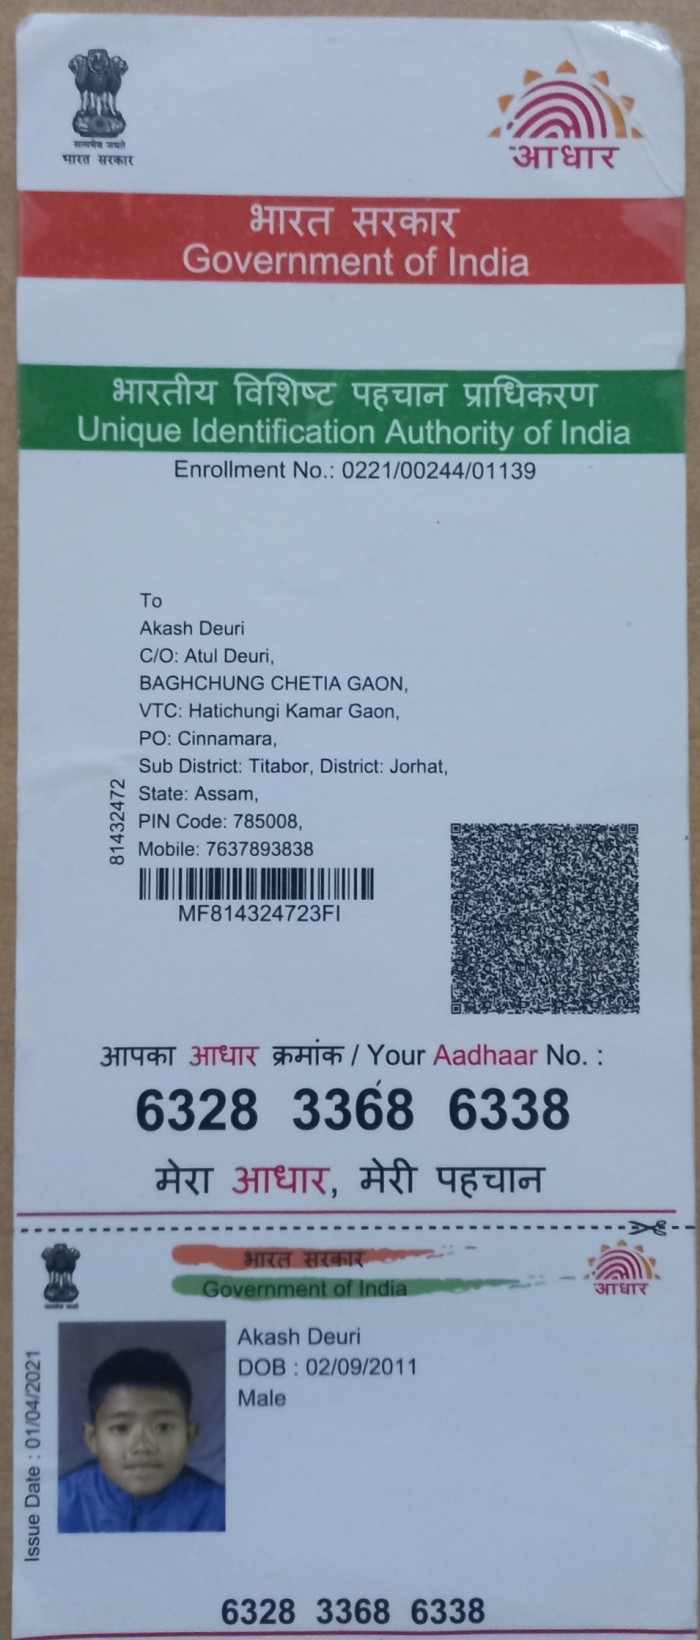 सत्यमेव जयते
भारत सरकार
आधार
भारत सरकार
Government of India
भारतीय विशिष्ट पहचान प्राधिकरण
Unique Identification Authority of India
Enrollment No.: 0221/00244/01139
To
Akash Deuri
C/O: Atul Deuri,
BAGHCHUNG CHETIA GAON,
VTC: Hatichungi Kamar Gaon,
PO: Cinnamara,
Sub District: Titabor, District: Jorhat,
State: Assam,
PIN Code: 785008,
Mobile: 7637893838
81432472
MF814324723FI
आपका आधार क्रमांक / Your Aadhaar No. :
6328 3368 6338
मेरा आधार, मेरी पहचान
भारत सरकार
Government of India
आधार
Akash Deuri
DOB : 02/09/2011
Male
Issue Date : 01/04/2021
6328 3368 6338